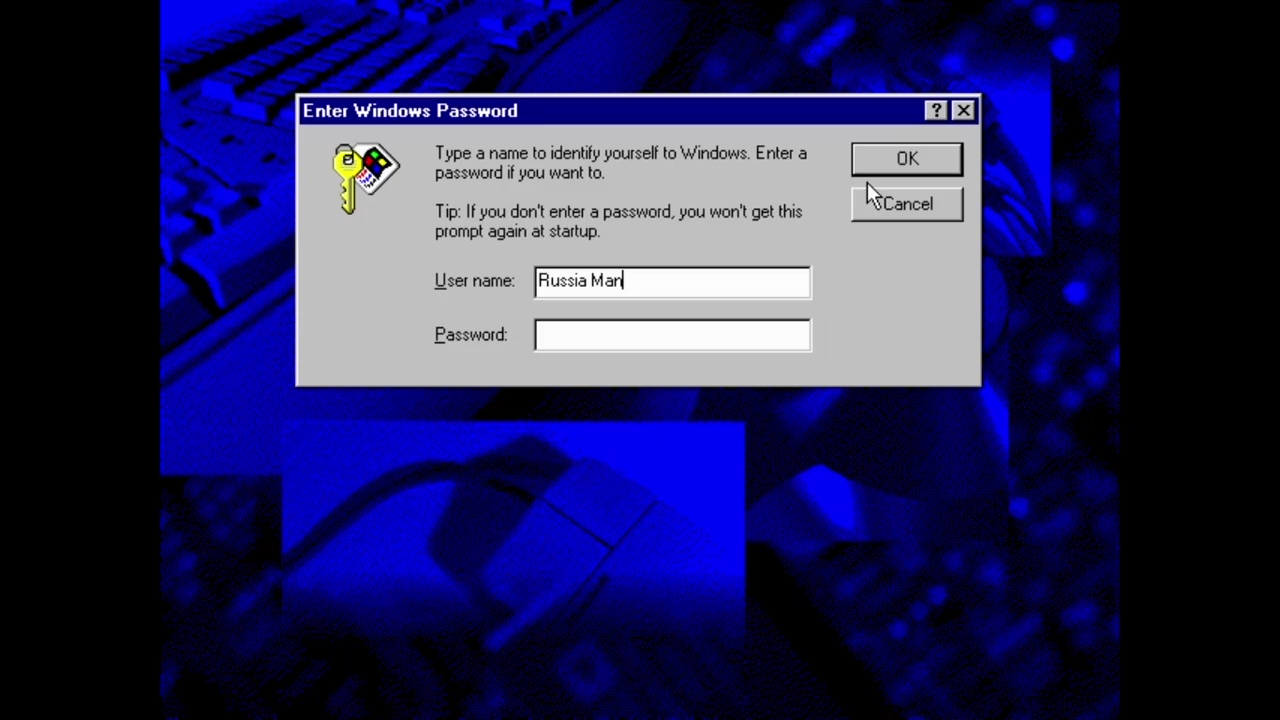 Enter Windows Password
Type a name to identify yourself to Windows. Enter a
password if you want to.
OK
Cancel
Tip: If you don't enter a password, you won't get this
prompt again at startup.
User name: Russia Man
Password: